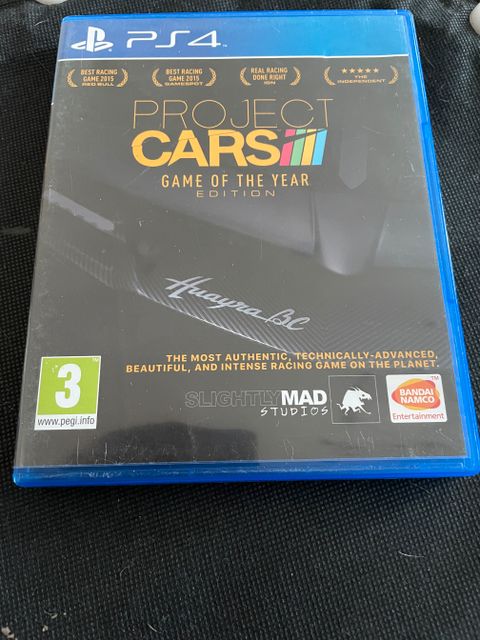 PS4
BEST RACING
GAME 2015
RED BULL
BEST RACING
GAME 2015
GAMESPOT
REAL RACING
DONE RIGHT
IGN
★★★★★
THE
INDEPENDENT
PROJECT
CARS
GAME OF THE YEAR
EDITION
Huayra BC
THE MOST AUTHENTIC, TECHNICALLY-ADVANCED,
BEAUTIFUL, AND INTENSE RACING GAME ON THE PLANET.
3
www.pegi.info
SLIGHTLYMAD
STUDIOS
BANDAI
NAMCO
Entertainment